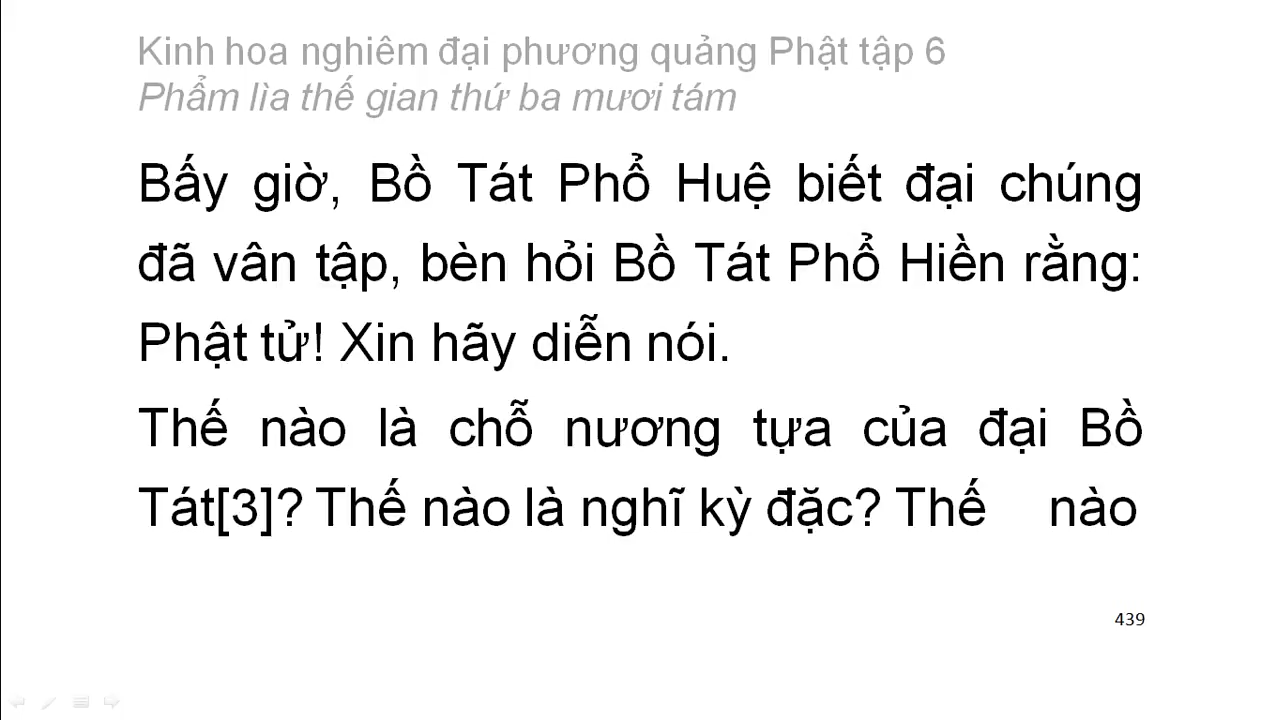 Kinh hoa nghiêm đại phương quảng Phật tập 6
Phẩm lìa thế gian thứ ba mươi tám
Bấy giờ, Bồ Tát Phổ Huệ biết đại chúng
đã vân tập, bèn hỏi Bồ Tát Phổ Hiền rằng:
Phật tử! Xin hãy diễn nói.
Thế nào là chỗ nương tựa của đại Bồ
Tát[3]? Thế nào là nghĩ kỳ đặc? Thế nào
439